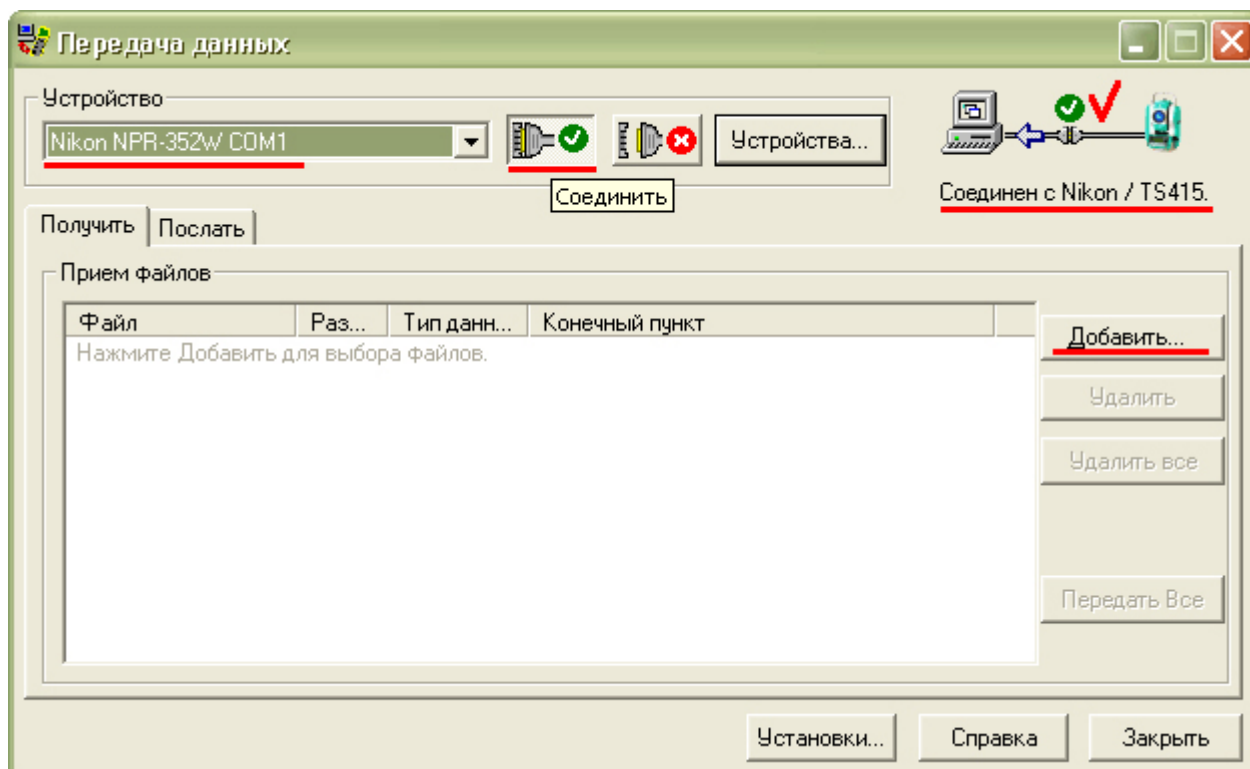 Передача данных
Устройство
Nikon NPR-352W COM1
Устройства...
Соединить
Соединен с Nikon / TS415.
Получить Послать
Прием файлов
Файл Раз... Тип данн... Конечный пункт
Нажмите Добавить для выбора файлов.
Добавить...
Удалить
Удалить все
Передать Все
Установки... Справка Закрыть